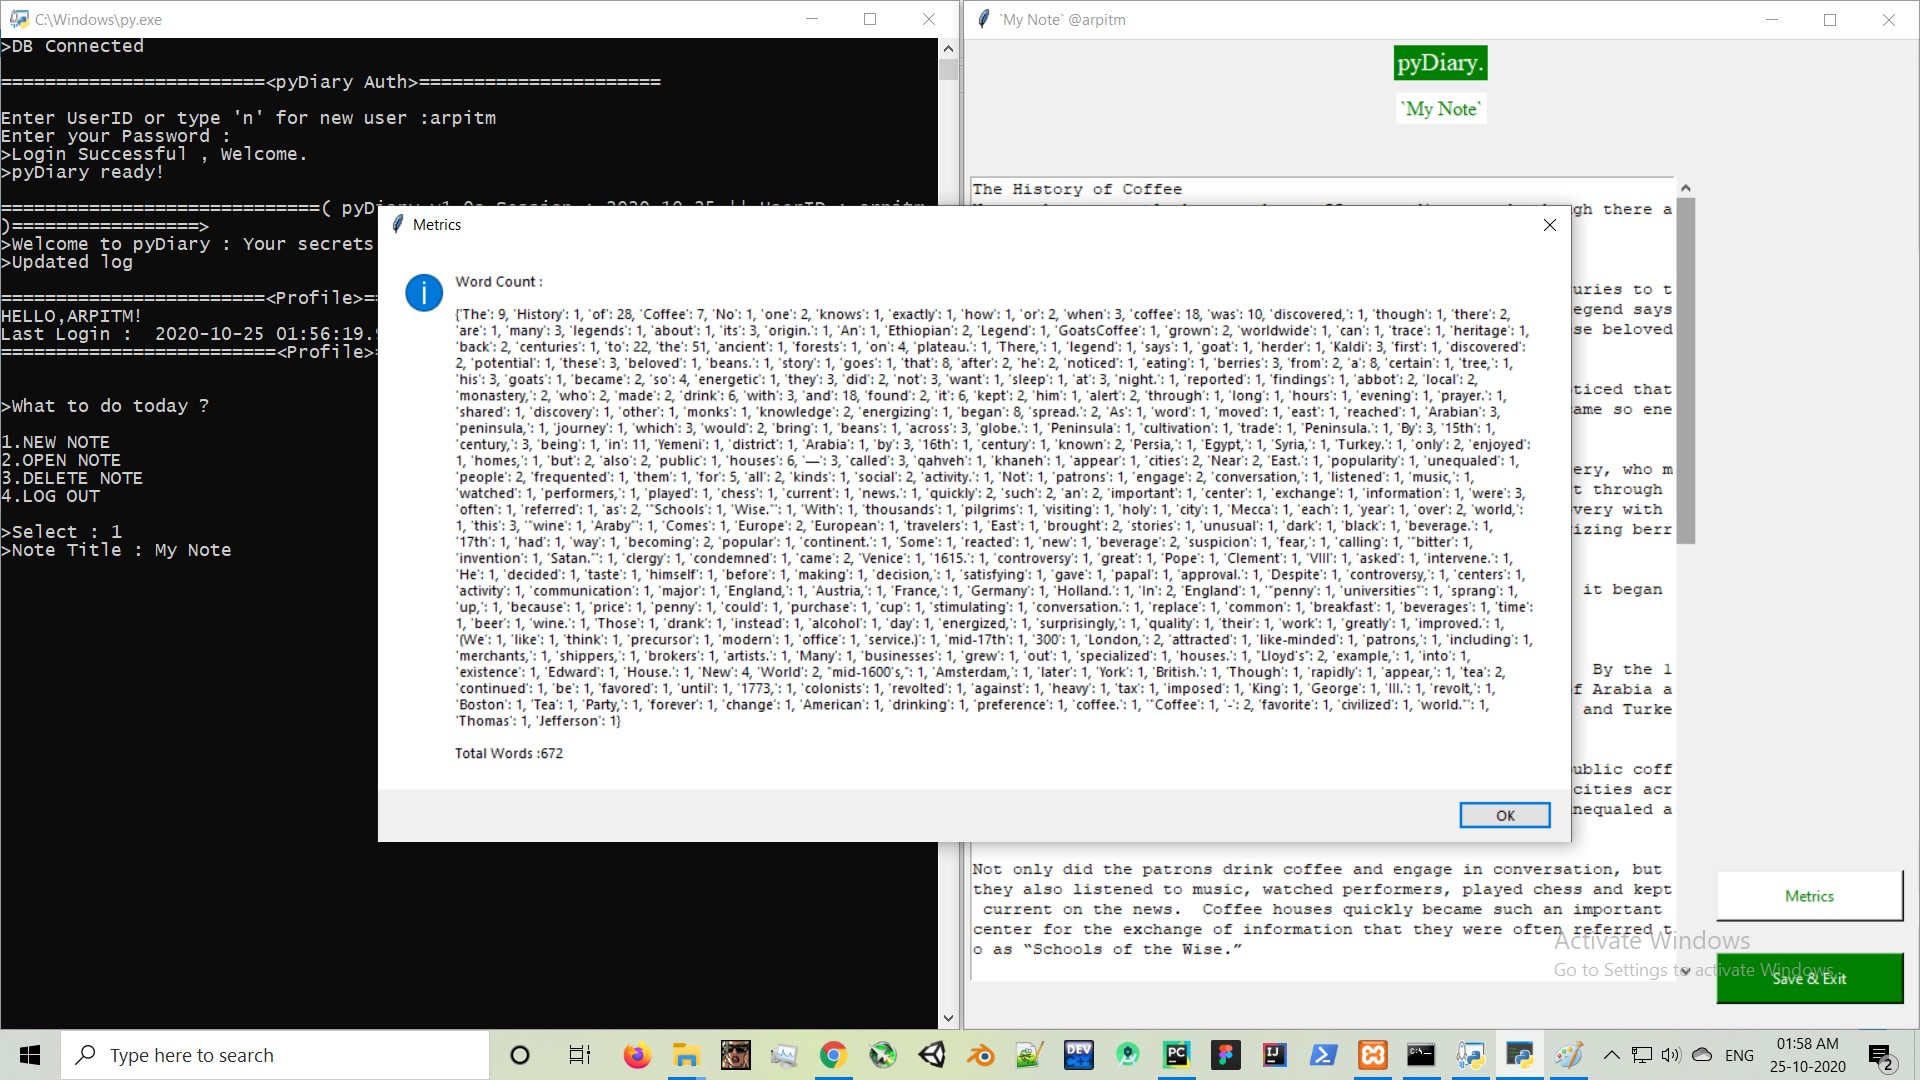 C:\Windows\py.exe
>DB Connected
========================<pyDiary Auth>======================
Enter UserID or type 'n' for new user :arpitm
Enter your Password :
>Login Successful , Welcome.
>pyDiary ready!
)=================>
>Welcome to pyDiary : Your secrets
>Updated log
========================<Profile>=
HELLO,ARPITM!
Last Login :  2020-10-25 01:56:19.
=========================<Profile>
>What to do today ?
1.NEW NOTE
2.OPEN NOTE
3.DELETE NOTE
4.LOG OUT
>Select : 1
>Note Title : My Note
`My Note` @arpitm
pyDiary.
`My Note`
The History of Coffee
gh there a
uries to t
egend says
se beloved
ticed that
ame so ene
ery, who m
t through
very with
izing berr
it began
By the l
f Arabia a
and Turke
ublic coff
cities acr
nequaled a
Not only did the patrons drink coffee and engage in conversation, but
they also listened to music, watched performers, played chess and kept
current on the news.  Coffee houses quickly became such an important
center for the exchange of information that they were often referred t
o as “Schools of the Wise.”
Metrics
Save & Exit
Activate Windows
Go to Settings to activate Windows.
Metrics
Word Count :
{'The': 9, 'History': 1, 'of': 28, 'Coffee': 7, 'No': 1, 'one': 2, 'knows': 1, 'exactly': 1, 'how': 1, 'or': 2, 'when': 3, 'coffee': 18, 'was': 10, 'discovered,': 1, 'though': 1, 'there': 2,
'are': 1, 'many': 3, 'legends': 1, 'about': 1, 'its': 3, 'origin.': 1, 'An': 1, 'Ethiopian': 2, 'Legend': 1, 'GoatsCoffee': 1, 'grown': 2, 'worldwide': 1, 'can': 1, 'trace': 1, 'heritage': 1,
'back': 2, 'centuries': 1, 'to': 22, 'the': 51, 'ancient': 1, 'forests': 1, 'on': 4, 'plateau.': 1, 'There,': 1, 'legend': 1, 'says': 1, 'goat': 1, 'herder': 1, 'Kaldi': 3, 'first': 1, 'discovered':
2, 'potential': 1, 'these': 3, 'beloved': 1, 'beans.': 1, 'story': 1, 'goes': 1, 'that': 8, 'after': 2, 'he': 2, 'noticed': 1, 'eating': 1, 'berries': 3, 'from': 2, 'a': 8, 'certain': 1, 'tree,': 1,
'his': 3, 'goats': 1, 'became': 2, 'so': 4, 'energetic': 1, 'they': 3, 'did': 2, 'not': 3, 'want': 1, 'sleep': 1, 'at': 3, 'night.': 1, 'reported': 1, 'findings': 1, 'abbot': 2, 'local': 2,
'monastery,': 2, 'who': 2, 'made': 2, 'drink': 6, 'with': 3, 'and': 18, 'found': 2, 'it': 6, 'kept': 2, 'him': 1, 'alert': 2, 'through': 1, 'long': 1, 'hours': 1, 'evening': 1, 'prayer.': 1,
'shared': 1, 'discovery': 1, 'other': 1, 'monks': 1, 'knowledge': 2, 'energizing': 1, 'began': 8, 'spread.': 2, 'As': 1, 'word': 1, 'moved': 1, 'east': 1, 'reached': 1, 'Arabian': 3,
'peninsula,': 1, 'journey': 1, 'which': 3, 'would': 2, 'bring': 1, 'beans': 1, 'across': 3, 'globe.': 1, 'Peninsula': 1, 'cultivation': 1, 'trade': 1, 'Peninsula.': 1, 'By': 3, '15th': 1,
'century,': 3, 'being': 1, 'in': 11, 'Yemeni': 1, 'district': 1, 'Arabia': 1, 'by': 3, '16th': 1, 'century': 1, 'known': 2, 'Persia,': 1, 'Egypt,': 1, 'Syria,': 1, 'Turkey.': 1, 'only': 2, 'enjoyed':
1, 'homes,': 1, 'but': 2, 'also': 2, 'public': 1, 'houses': 6, '—': 3, 'called': 3, 'qahveh': 1, 'khaneh': 1, 'appear': 1, 'cities': 2, 'Near': 2, 'East.': 1, 'popularity': 1, 'unequaled': 1,
'people': 2, 'frequented': 1, 'them': 1, 'for': 5, 'all': 2, 'kinds': 1, 'social': 2, 'activity.': 1, 'Not': 1, 'patrons': 1, 'engage': 2, 'conversation,': 1, 'listened': 1, 'music,': 1,
'watched': 1, 'performers,': 1, 'played': 1, 'chess': 1, 'current': 1, 'news.': 1, 'quickly': 2, 'such': 2, 'an': 2, 'important': 1, 'center': 1, 'exchange': 1, 'information': 1, 'were': 3,
'often': 1, 'referred': 1, 'as': 2, '“Schools': 1, 'Wise.”': 1, 'With': 1, 'thousands': 1, 'pilgrims': 1, 'visiting': 1, 'holy': 1, 'city': 1, 'Mecca': 1, 'each': 1, 'year': 1, 'over': 2, 'world,':
1, 'this': 3, '“wine': 1, 'Araby”': 1, 'Comes': 1, 'Europe': 2, 'European': 1, 'travelers': 1, 'East': 1, 'brought': 2, 'stories': 1, 'unusual': 1, 'dark': 1, 'black': 1, 'beverage.': 1,
'17th': 1, 'had': 1, 'way': 1, 'becoming': 2, 'popular': 1, 'continent.': 1, 'Some': 1, 'reacted': 1, 'new': 1, 'beverage': 2, 'suspicion': 1, 'fear,': 1, 'calling': 1, '“bitter': 1,
'invention': 1, 'Satan.”': 1, 'clergy': 1, 'condemned': 1, 'came': 2, 'Venice': 1, '1615.': 1, 'controversy': 1, 'great': 1, 'Pope': 1, 'Clement': 1, 'VIII': 1, 'asked': 1, 'intervene.': 1,
'He': 1, 'decided': 1, 'taste': 1, 'himself': 1, 'before': 1, 'making': 1, 'decision,': 1, 'satisfying': 1, 'gave': 1, 'papal': 1, 'approval.': 1, 'Despite': 1, 'controversy,': 1, 'centers': 1,
'activity': 1, 'communication': 1, 'major': 1, 'England,': 1, 'Austria,': 1, 'France,': 1, 'Germany': 1, 'Holland.': 1, 'In': 2, 'England': 1, '“penny': 1, 'universities”': 1, 'sprang': 1,
'up,': 1, 'because': 1, 'price': 1, 'penny': 1, 'could': 1, 'purchase': 1, 'cup': 1, 'stimulating': 1, 'conversation.': 1, 'replace': 1, 'common': 1, 'breakfast': 1, 'beverages': 1, 'time':
1, 'beer': 1, 'wine.': 1, 'Those': 1, 'drank': 1, 'instead': 1, 'alcohol': 1, 'day': 1, 'energized,': 1, 'surprisingly,': 1, 'quality': 1, 'their': 1, 'work': 1, 'greatly': 1, 'improved.': 1,
'(We': 1, 'like': 1, 'think': 1, 'precursor': 1, 'modern': 1, 'office': 1, 'service.)': 1, 'mid-17th': 1, '300': 1, 'London,': 2, 'attracted': 1, 'like-minded': 1, 'patrons,': 1, 'including': 1,
'merchants,': 1, 'shippers,': 1, 'brokers': 1, 'artists.': 1, 'Many': 1, 'businesses': 1, 'grew': 1, 'out': 1, 'specialized': 1, 'houses.': 1, "Lloyd's": 2, 'example,': 1, 'into': 1,
'existence': 1, 'Edward': 1, 'House.': 1, 'New': 4, 'World': 2, "mid-1600's,": 1, 'Amsterdam,': 1, 'later': 1, 'York': 1, 'British.': 1, 'Though': 1, 'rapidly': 1, 'appear,': 1, 'tea': 2,
'continued': 1, 'be': 1, 'favored': 1, 'until': 1, '1773,': 1, 'colonists': 1, 'revolted': 1, 'against': 1, 'heavy': 1, 'tax': 1, 'imposed': 1, 'King': 1, 'George': 1, 'III.': 1, 'revolt,': 1,
'Boston': 1, 'Tea': 1, 'Party,': 1, 'forever': 1, 'change': 1, 'American': 1, 'drinking': 1, 'preference': 1, 'coffee.': 1, '“Coffee': 1, '-': 2, 'favorite': 1, 'civilized': 1, 'world.”': 1,
'Thomas': 1, 'Jefferson': 1}
Total Words :672
OK
Type here to search
ENG
01:58 AM
25-10-2020
2